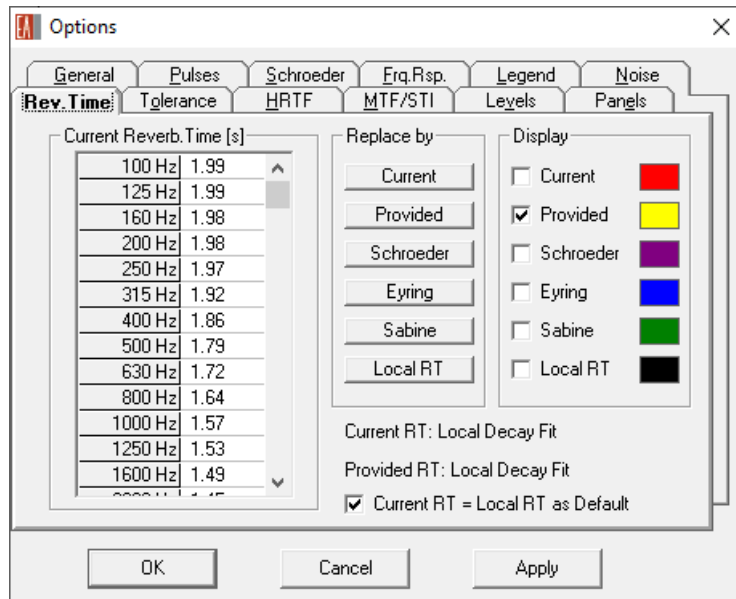 EA Options
General Pulses Schroeder Frq.Rsp. Legend Noise
Rev.Time Tolerance HRTF MTF/STI Levels Panels
Current Reverb.Time [s]
100 Hz 1.99
125 Hz 1.99
160 Hz 1.98
200 Hz 1.98
250 Hz 1.97
315 Hz 1.92
400 Hz 1.86
500 Hz 1.79
630 Hz 1.72
800 Hz 1.64
1000 Hz 1.57
1250 Hz 1.53
1600 Hz 1.49
Replace by
Current
Provided
Schroeder
Eyring
Sabine
Local RT
Display
Current
Provided
Schroeder
Eyring
Sabine
Local RT
Current RT: Local Decay Fit
Provided RT: Local Decay Fit
Current RT = Local RT as Default
OK Cancel Apply